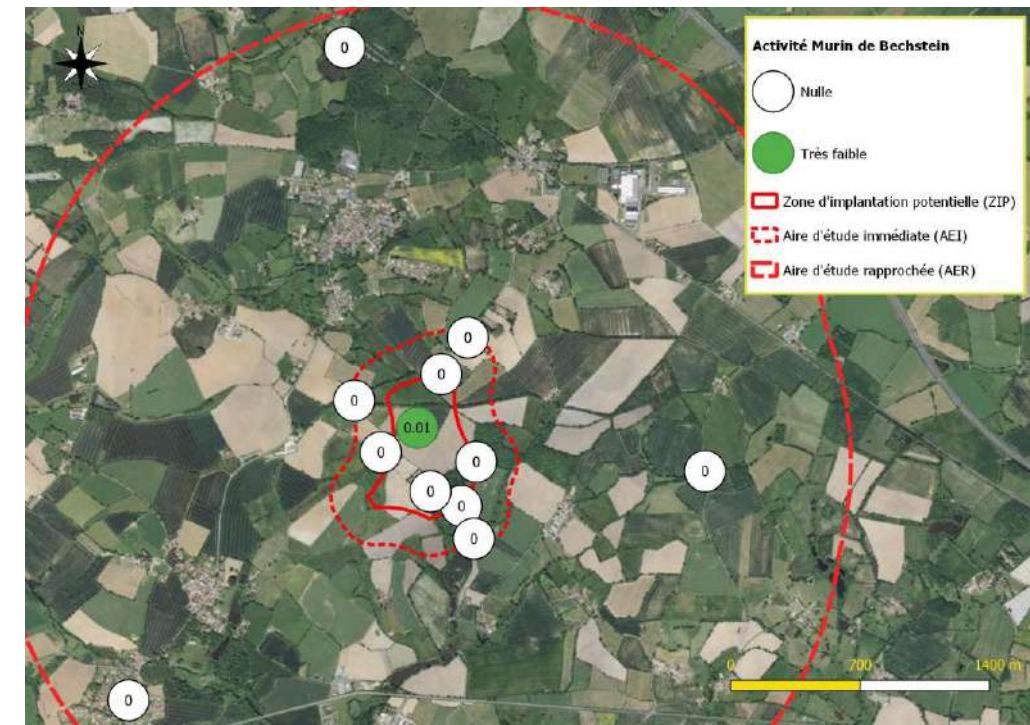 N
0
Activité Murin de Bechstein
Nulle
Très faible
Zone d'implantation potentielle (ZIP)
Aire d'étude immédiate (AEI)
Aire d'étude rapprochée (AER)
0
0
0
0.01
0
0
0
0
0
0
0
0 700 1400 m